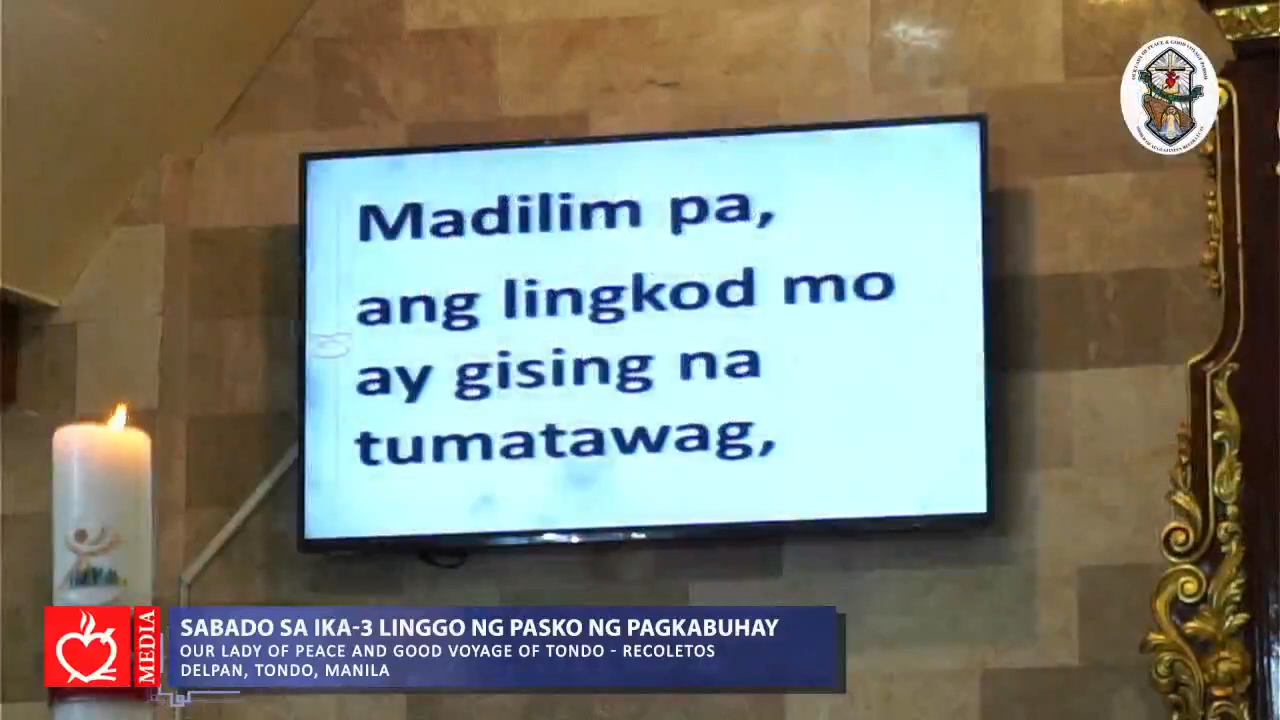 Madilim pa,
ang lingkod mo
ay gising na
tumatawag,
MEDIA
SABADO SA IKA-3 LINGGO NG PASKO NG PAGKABUHAY
OUR LADY OF PEACE AND GOOD VOYAGE OF TONDO - RECOLETOS
DELPAN, TONDO, MANILA